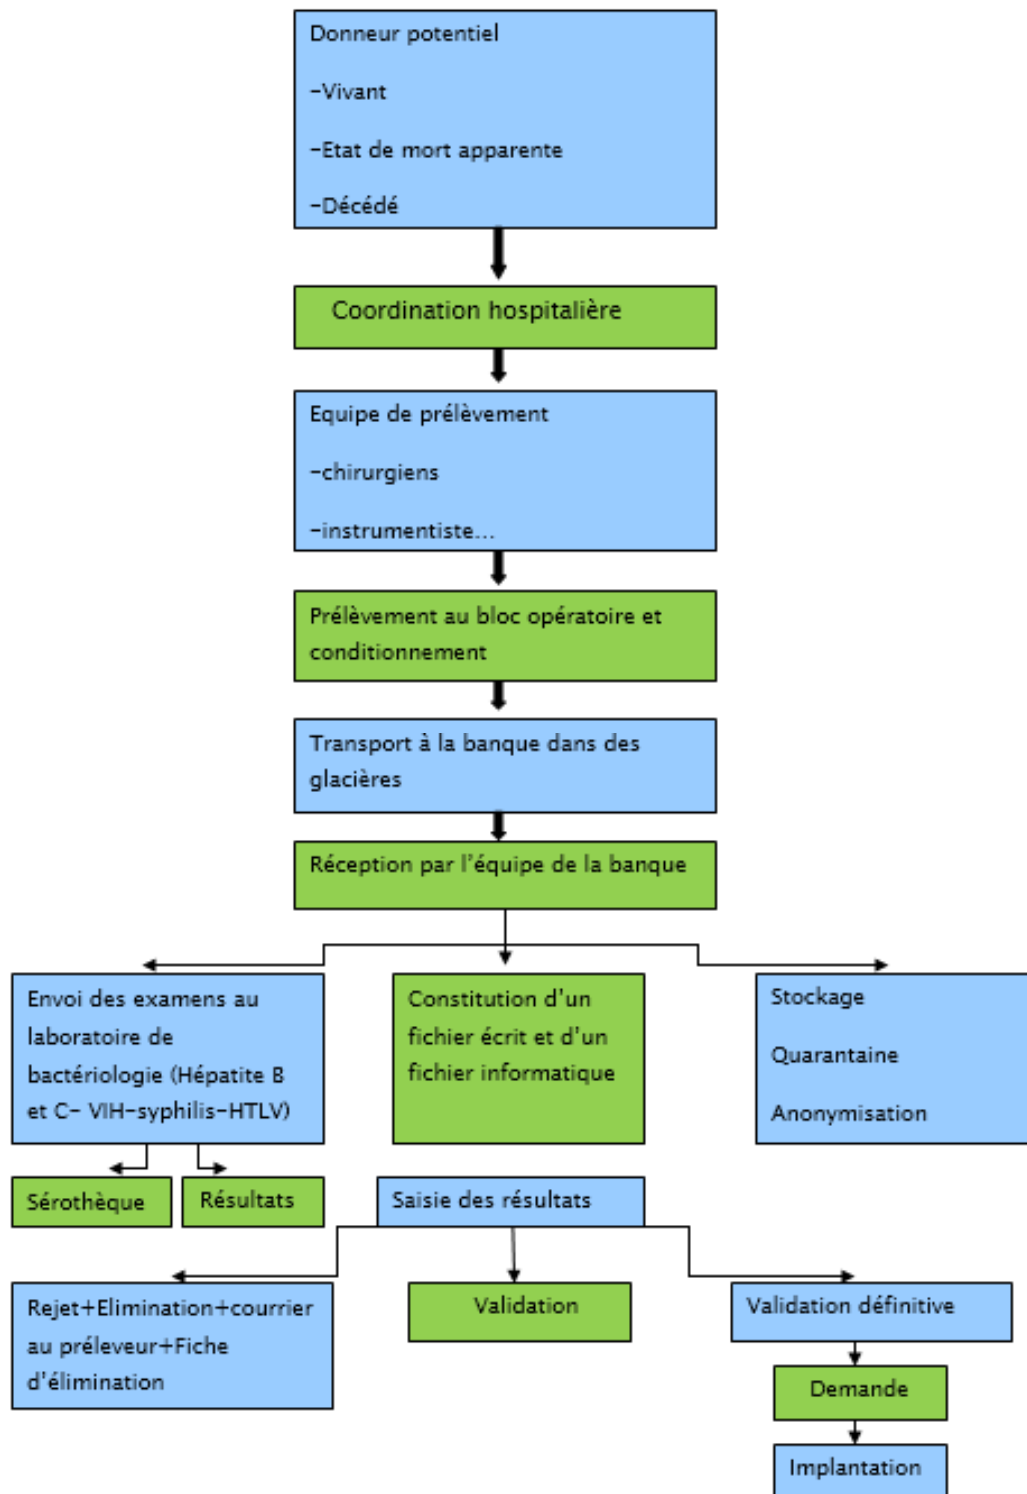 Donneur potentiel
-Vivant
-Etat de mort apparente
-Décédé
Coordination hospitalière
Equipe de prélèvement
-chirurgiens
-instrumentiste...
Prélèvement au bloc opératoire et
conditionnement
Transport à la banque dans des
glacières
Réception par l'équipe de la banque
Envoi des examens au
laboratoire de
bactériologie (Hépatite B
et C- VIH-syphilis-HTLV)
Constitution d'un
fichier écrit et d'un
fichier informatique
Stockage
Quarantaine
Anonymisation
Sérothèque
Résultats
Saisie des résultats
Rejet+Elimination+courrier
au préleveur+Fiche
d'élimination
Validation
Validation définitive
Demande
Implantation